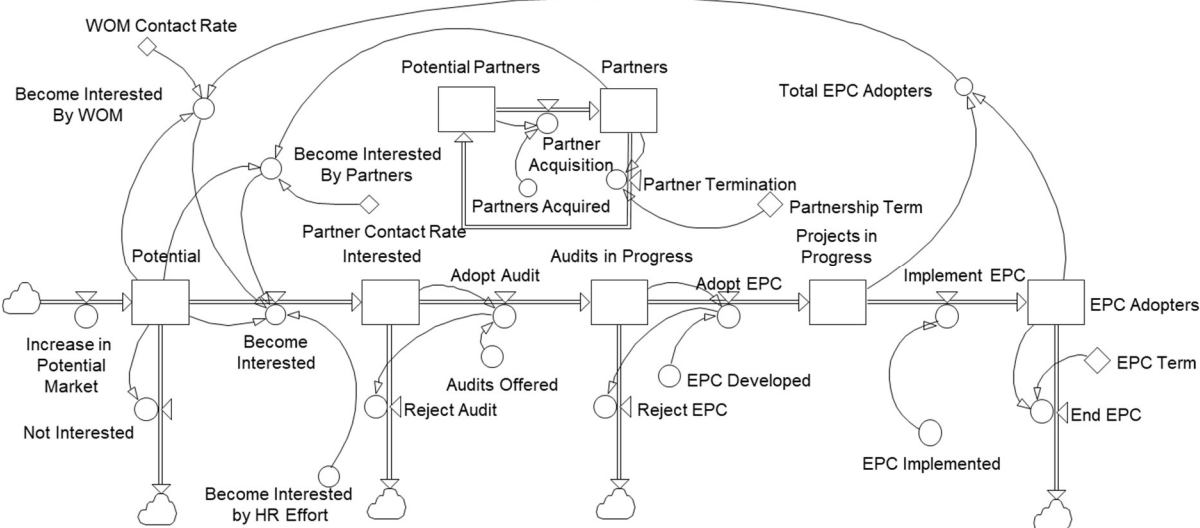 WOM Contact Rate
Become Interested
By WOM
Potential Partners
Partners
Total EPC Adopters
Become Interested
By Partners
Partner
Acquisition
Partner Termination
Partners Acquired
Partnership Term
Partner Contact Rate
Potential
Interested
Audits in Progress
Projects in
Progress
Adopt Audit
Adopt EPC
Implement EPC
EPC Adopters
Increase in
Potential
Market
Become
Interested
Audits Offered
EPC Developed
EPC Term
Not Interested
Reject Audit
Reject EPC
End EPC
EPC Implemented
Become Interested
by HR Effort